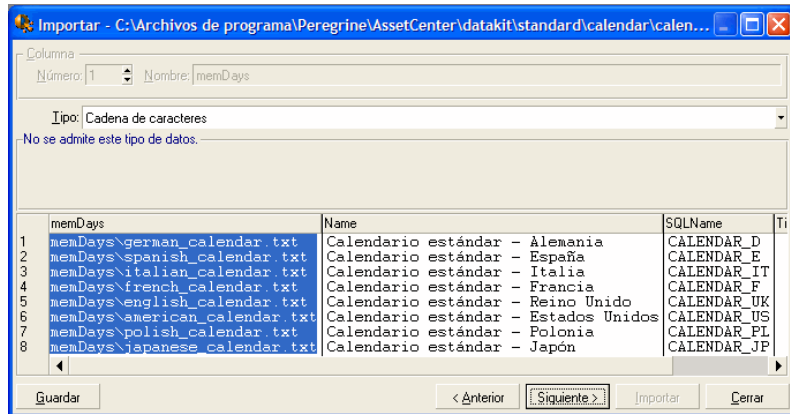 Importar - C:\Archivos de programa\Peregrine\AssetCenter\datakit\standard\calendar\calen...
Columna
Número: 1 Nombre: memDays
Tipo: Cadena de caracteres
No se admite este tipo de datos.
memDays Name SQLName Ti
1 memDays\german_calendar.txt Calendario estándar - Alemania CALENDAR_D
2 memDays\spanish_calendar.txt Calendario estándar - España CALENDAR_E
3 memDays\italian_calendar.txt Calendario estándar - Italia CALENDAR_IT
4 memDays\french_calendar.txt Calendario estándar - Francia CALENDAR_F
5 memDays\english_calendar.txt Calendario estándar - Reino Unido CALENDAR_UK
6 memDays\american_calendar.txt Calendario estándar - Estados Unidos CALENDAR_US
7 memDays\polish_calendar.txt Calendario estándar - Polonia CALENDAR_PL
8 memDays\japanese_calendar.txt Calendario estándar - Japón CALENDAR_JP
Guardar < Anterior Siguiente > Importar Cerrar